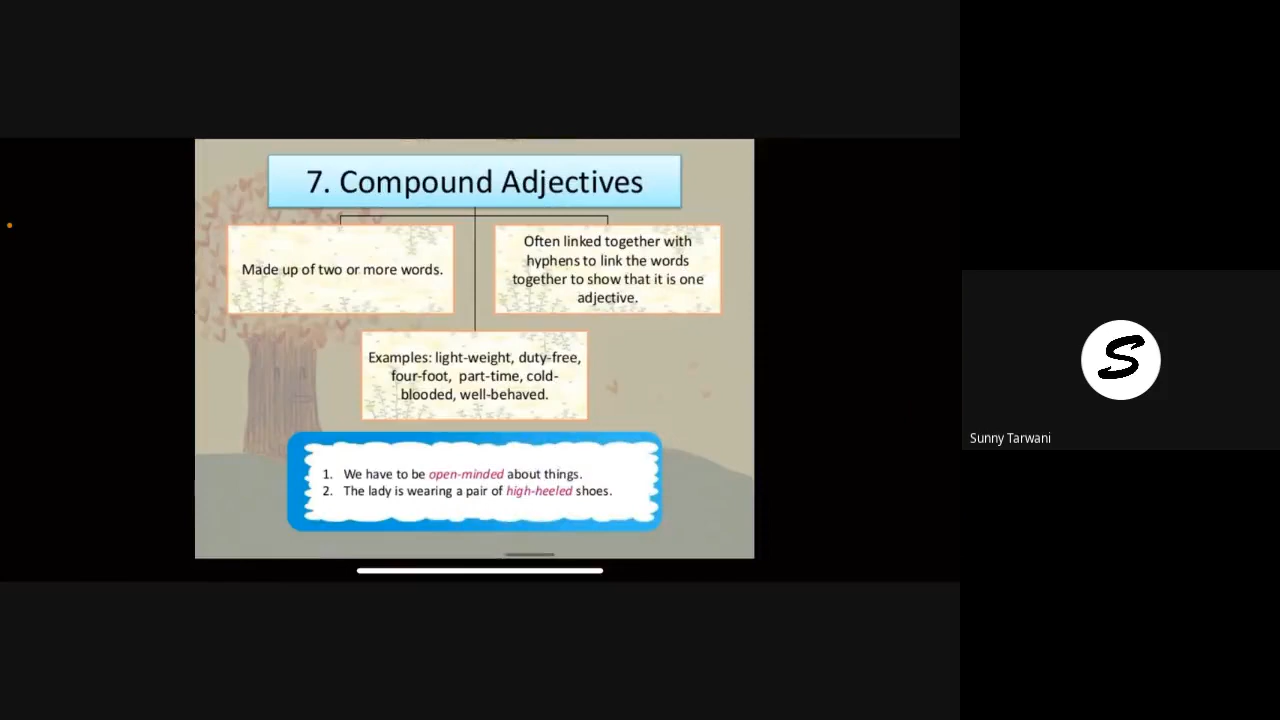 7. Compound Adjectives
Made up of two or more words.
Often linked together with
hyphens to link the words
together to show that it is one
adjective.
Examples: light-weight, duty-free,
four-foot, part-time, cold-
blooded, well-behaved.
1. We have to be open-minded about things.
2. The lady is wearing a pair of high-heeled shoes.
S
Sunny Tarwani